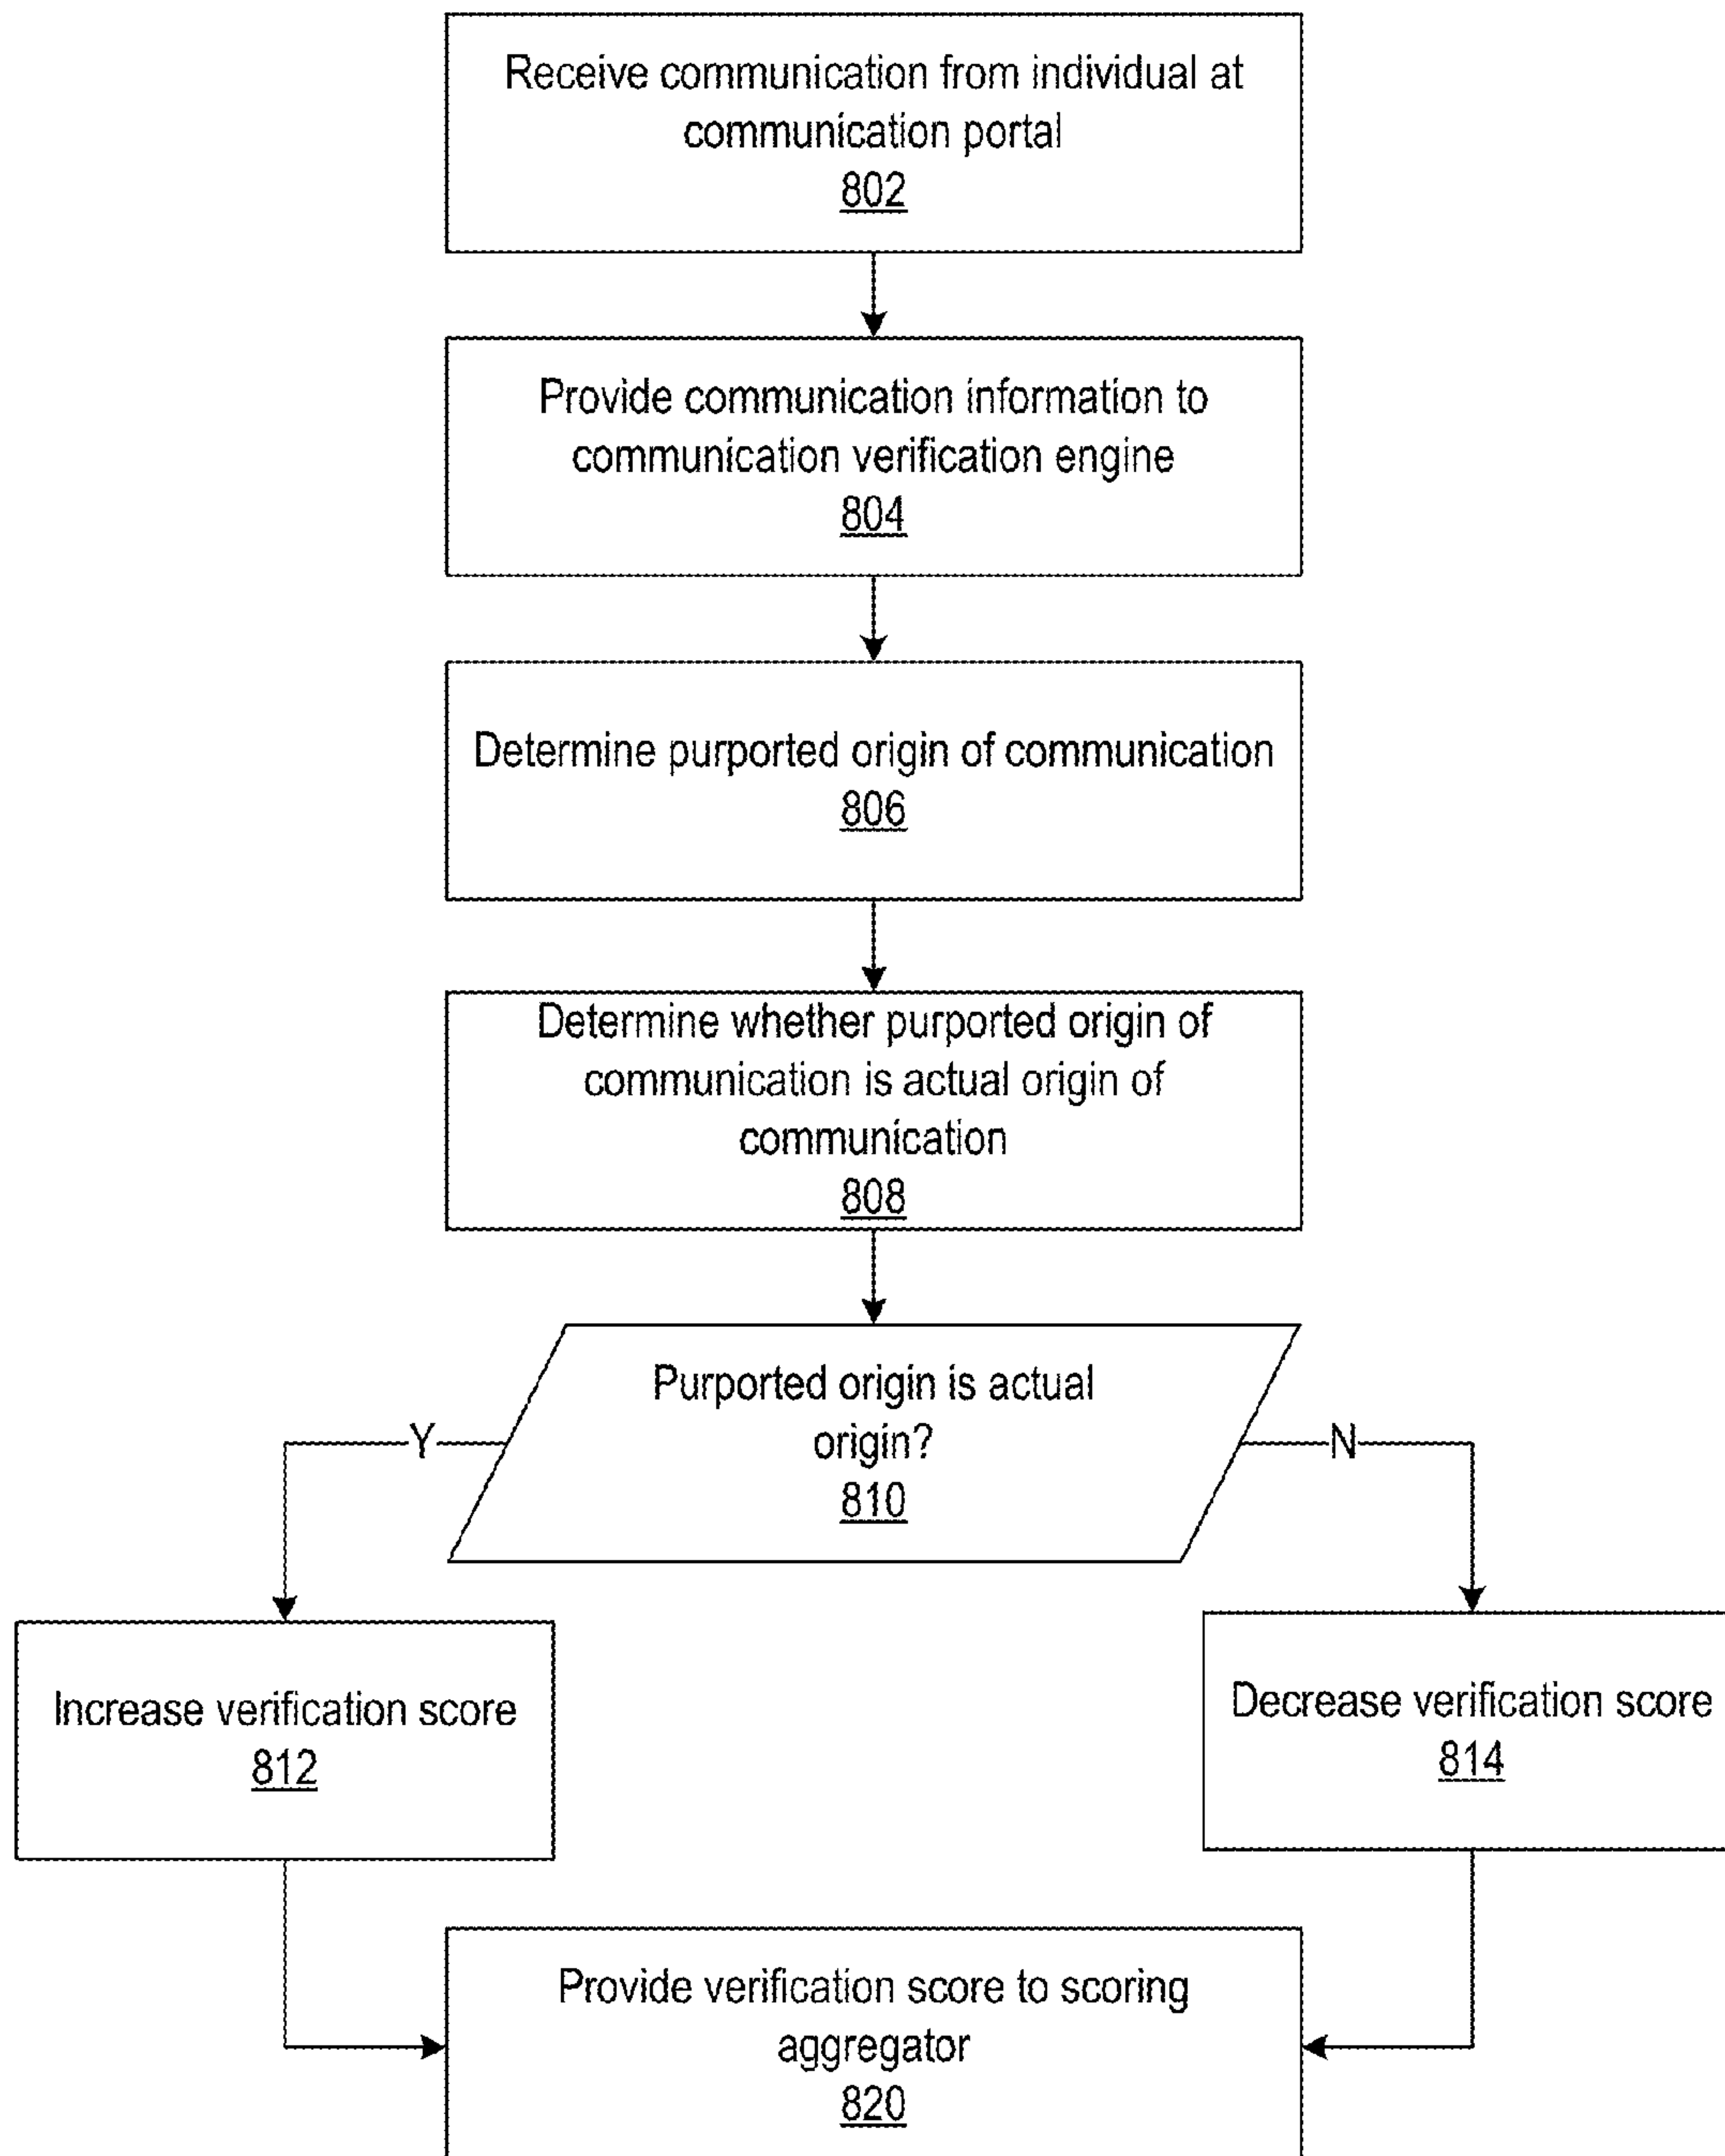 Receive communication from individual at
communication portal
802
Provide communication information to
communication verification engine
804
Determine purported origin of communication
806
Determine whether purported origin of
communication is actual origin of
communication
808
Purported origin is actual
origin?
810
Y
N
Increase verification score
812
Decrease verification score
814
Provide verification score to scoring
aggregator
820